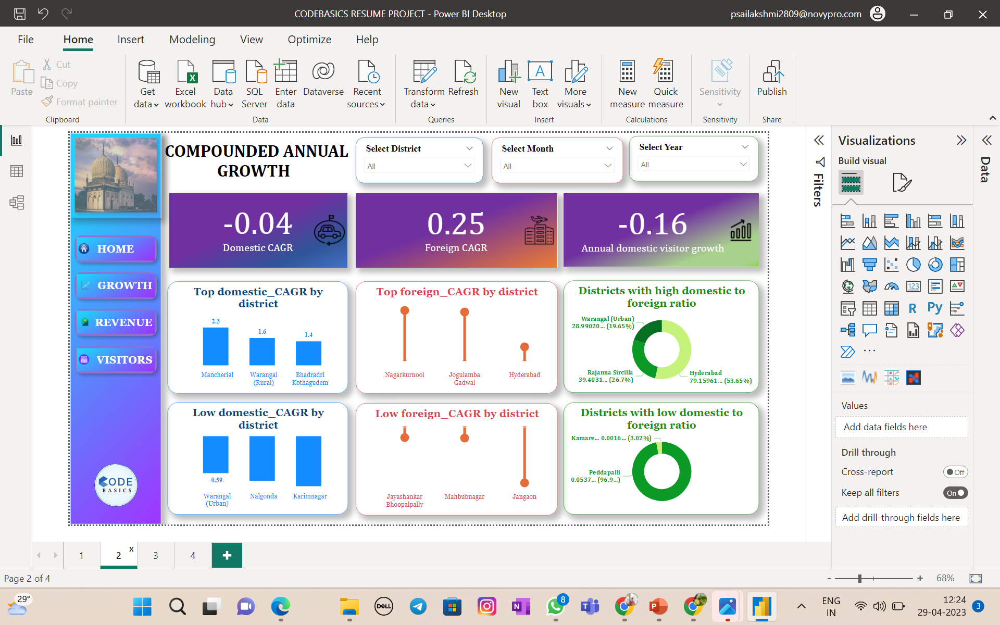 CODEBASICS RESUME PROJECT - Power BI Desktop
psailakshmi2809@novypro.com
File
Home
Insert
Modeling
View
Optimize
Help
Paste
Cut
Copy
Format painter
Clipboard
Get
data
Excel
workbook
Data
hub
SQL
Server
Enter
data
Dataverse
Recent
sources
Data
Transform
data
Refresh
Queries
New
visual
Text
box
More
visuals
Insert
New
measure
Quick
measure
Calculations
Sensitivity
Sensitivity
Publish
Share
COMPOUNDED ANNUAL
GROWTH
Select District
All
Select Month
All
Select Year
All
HOME
GROWTH
REVENUE
VISITORS
CODE
BASICS
-0.04
Domestic CAGR
0.25
Foreign CAGR
-0.16
Annual domestic visitor growth
Top domestic_CAGR by
district
2.3
1.6
1.4
Mancherial
Warangal
(Rural)
Bhadradri
Kothagudem
Top foreign_CAGR by district
Nagarkurnool
Jogulamba
Gadwal
Hyderabad
Districts with high domestic to
foreign ratio
Warangal (Urban)
28.99020... (19.65%)
Rajanna Sircilla
39.4031... (26.7%)
Hyderabad
79.15961... (53.65%)
Low domestic_CAGR by
district
-0.59
Warangal
(Urban)
Nalgonda
Karimnagar
Low foreign_CAGR by district
Jayashankar
Bhoopalpally
Mahbubnagar
Jangaon
Districts with low domestic to
foreign ratio
Kamare... 0.0016... (3.02%)
Peddapalli
0.0537... (96.9...)
Filters
Visualizations
Build visual
123
R
Py
...
Values
Add data fields here
Drill through
Cross-report
Off
Keep all filters
On
Add drill-through fields here
Data
1
2
x
3
4
+
Page 2 of 4
-
+
68%
29°
DELL
N
8
T
P
ENG
IN
12:24
29-04-2023
3